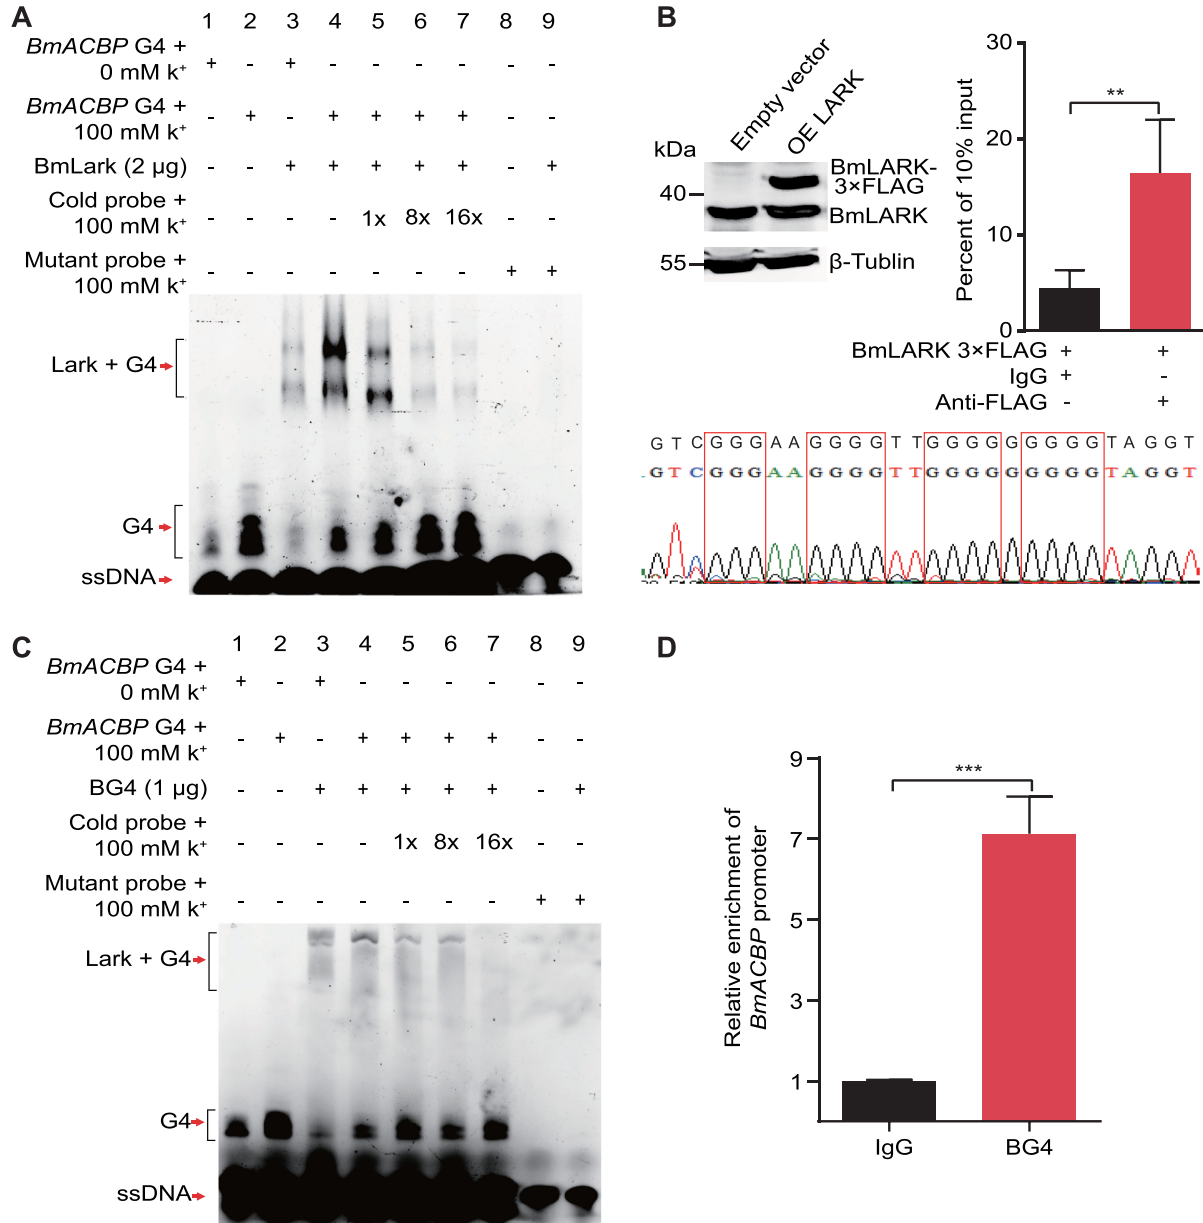 A
1 2 3 4 5 6 7 8 9
BmACBP G4 +
0 mM k⁺ + - + - - - - - -
BmACBP G4 +
100 mM k⁺ - + - + + + + - -
BmLark (2 µg) - - + + + + + - +
Cold probe +
100 mM k⁺ - - - - 1x 8x 16x - -
Mutant probe +
100 mM k⁺ - - - - - - - + +
Lark + G4
G4
ssDNA
B
Empty vector
OE LARK
kDa
BmLARK-
3×FLAG
40
BmLARK
55
β-Tublin
Percent of 10% input
30
20
10
0
**
BmLARK 3×FLAG + +
IgG + -
Anti-FLAG - +
G T C G G G A A G G G G T T G G G G G G G G G T A G G T
G T C G G G A A G G G G T T G G G G G G G G G T A G G T
C
1 2 3 4 5 6 7 8 9
BmACBP G4 +
0 mM k⁺ + - + - - - - - -
BmACBP G4 +
100 mM k⁺ - + - + + + + - -
BG4 (1 µg) - - + + + + + - +
Cold probe +
100 mM k⁺ - - - - 1x 8x 16x - -
Mutant probe +
100 mM k⁺ - - - - - - - + +
Lark + G4
G4
ssDNA
D
Relative enrichment of
BmACBP promoter
9
7
5
3
1
***
IgG BG4